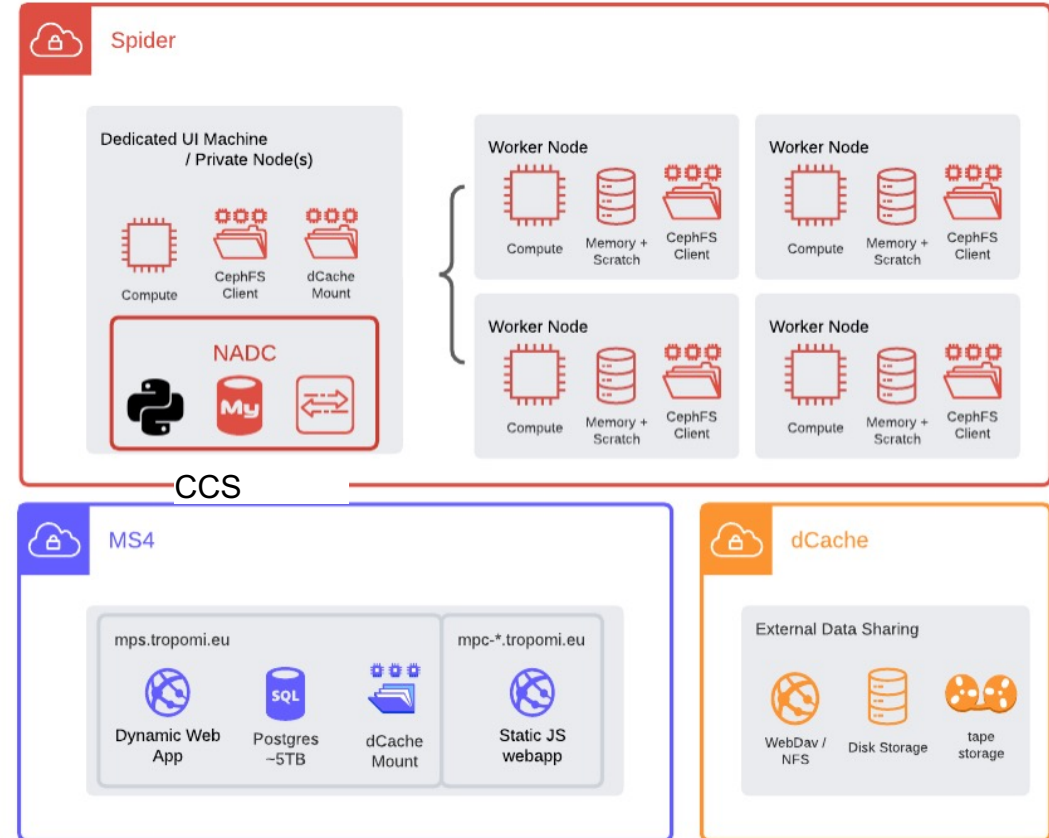 Spider
Dedicated UI Machine
/ Private Node(s)
Compute
CephFS
Client
dCache
Mount
NADC
My
Worker Node
Compute
Memory +
Scratch
CephFS
Client
Worker Node
Compute
Memory +
Scratch
CephFS
Client
Worker Node
Compute
Memory +
Scratch
CephFS
Client
Worker Node
Compute
Memory +
Scratch
CephFS
Client
CCS
MS4
mps.tropomi.eu
Dynamic Web
App
SQL
Postgres
~5TB
dCache
Mount
mpc-*.tropomi.eu
Static JS
webapp
dCache
External Data Sharing
WebDav /
NFS
Disk Storage
tape
storage